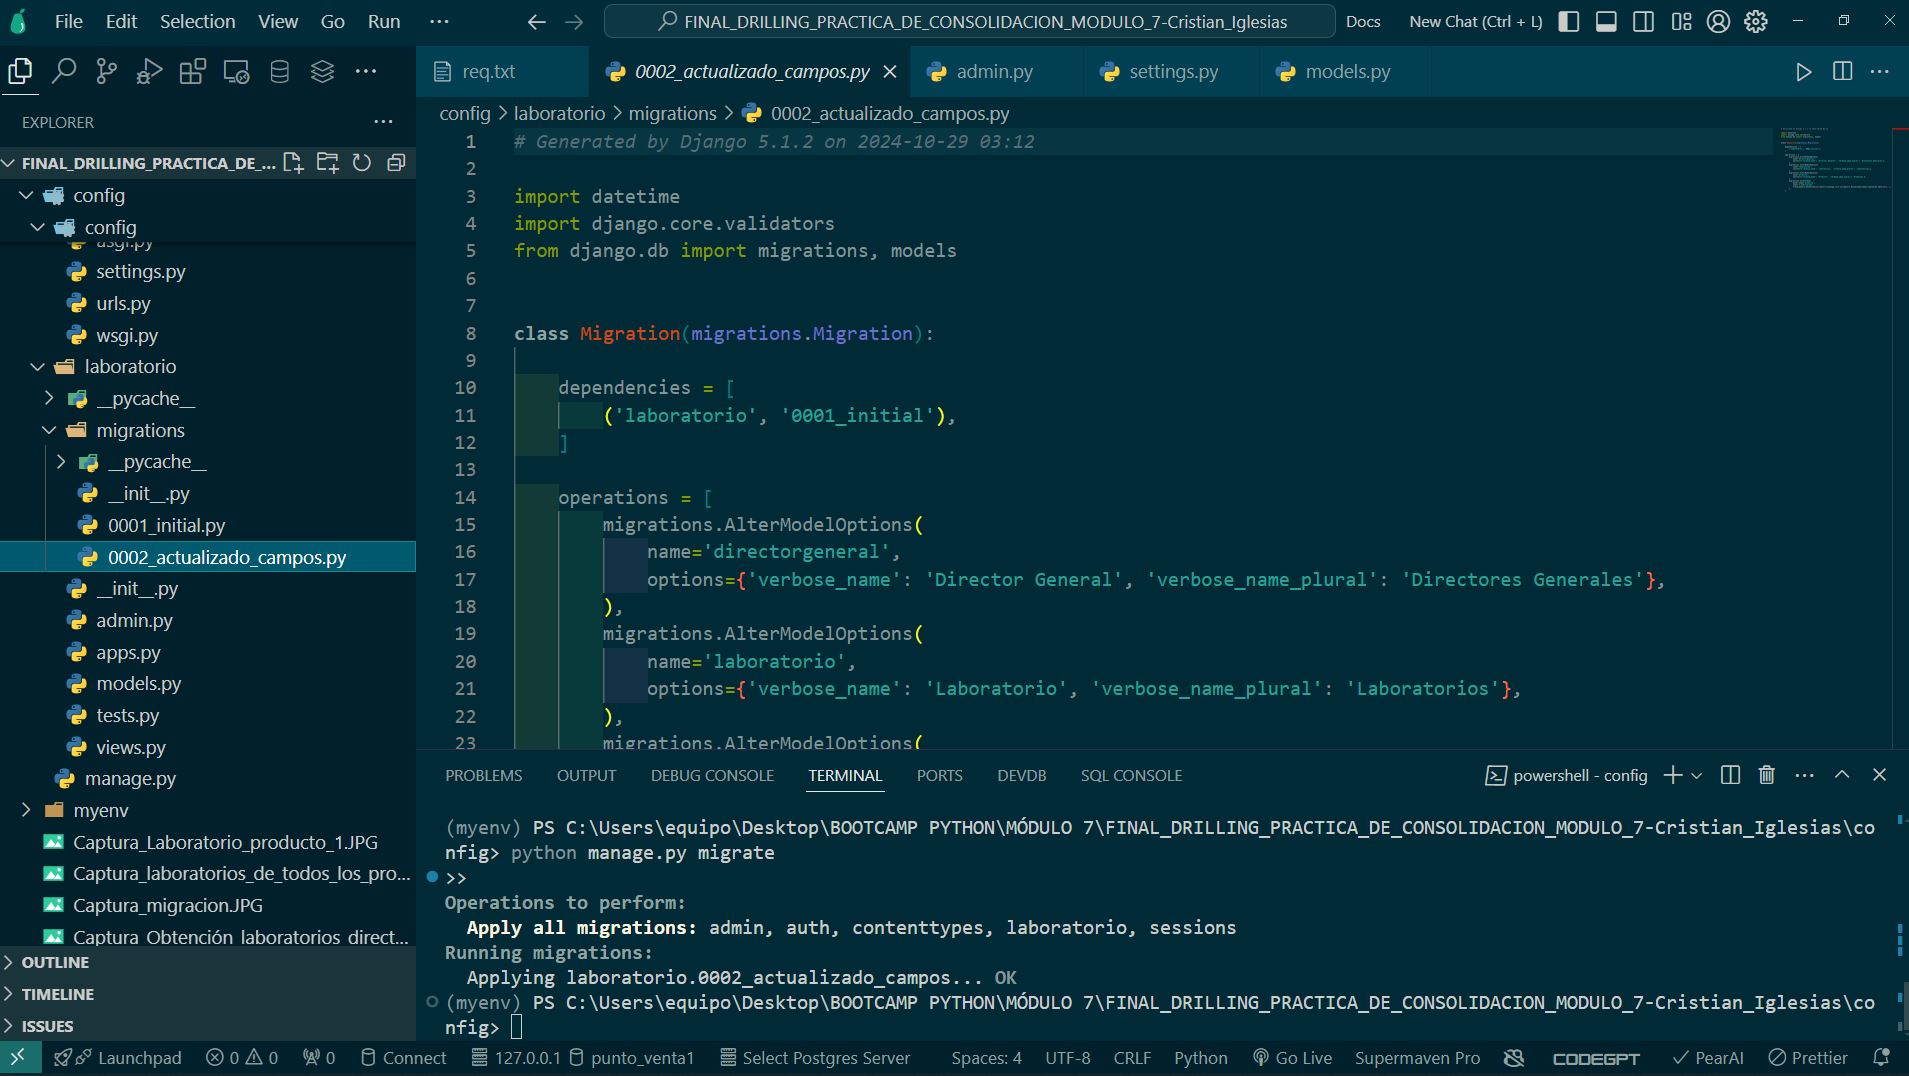 File Edit Selection View Go Run ··· FINAL_DRILLING_PRACTICA_DE_CONSOLIDACION_MODULO_7-Cristian_Iglesias Docs New Chat (Ctrl + L)
req.txt 0002_actualizado_campos.py admin.py settings.py models.py
EXPLORER
FINAL_DRILLING_PRACTICA_DE_...
config
config
asgi.py
settings.py
urls.py
wsgi.py
laboratorio
__pycache__
migrations
__pycache__
__init__.py
0001_initial.py
0002_actualizado_campos.py
__init__.py
admin.py
apps.py
models.py
tests.py
views.py
manage.py
myenv
Captura_Laboratorio_producto_1.JPG
Captura_laboratorios_de_todos_los_pro...
Captura_migracion.JPG
Captura_Obtención_laboratorios_direct...
OUTLINE
TIMELINE
ISSUES
config > laboratorio > migrations > 0002_actualizado_campos.py
1 # Generated by Django 5.1.2 on 2024-10-29 03:12
2
3 import datetime
4 import django.core.validators
5 from django.db import migrations, models
6
7
8 class Migration(migrations.Migration):
9
10 dependencies = [
11 ('laboratorio', '0001_initial'),
12 ]
13
14 operations = [
15 migrations.AlterModelOptions(
16 name='directorgeneral',
17 options={'verbose_name': 'Director General', 'verbose_name_plural': 'Directores Generales'},
18 ),
19 migrations.AlterModelOptions(
20 name='laboratorio',
21 options={'verbose_name': 'Laboratorio', 'verbose_name_plural': 'Laboratorios'},
22 ),
23 migrations.AlterModelOptions(
PROBLEMS OUTPUT DEBUG CONSOLE TERMINAL PORTS DEVDB SQL CONSOLE powershell - config
(myenv) PS C:\Users\equipo\Desktop\BOOTCAMP PYTHON\MÓDULO 7\FINAL_DRILLING_PRACTICA_DE_CONSOLIDACION_MODULO_7-Cristian_Iglesias\co
nfig> python manage.py migrate
>>
Operations to perform:
Apply all migrations: admin, auth, contenttypes, laboratorio, sessions
Running migrations:
Applying laboratorio.0002_actualizado_campos... OK
(myenv) PS C:\Users\equipo\Desktop\BOOTCAMP PYTHON\MÓDULO 7\FINAL_DRILLING_PRACTICA_DE_CONSOLIDACION_MODULO_7-Cristian_Iglesias\co
nfig>
Launchpad 0 0 0 Connect 127.0.0.1 punto_venta1 Select Postgres Server Spaces: 4 UTF-8 CRLF Python Go Live Supermaven Pro CODEGPT PearAI Prettier